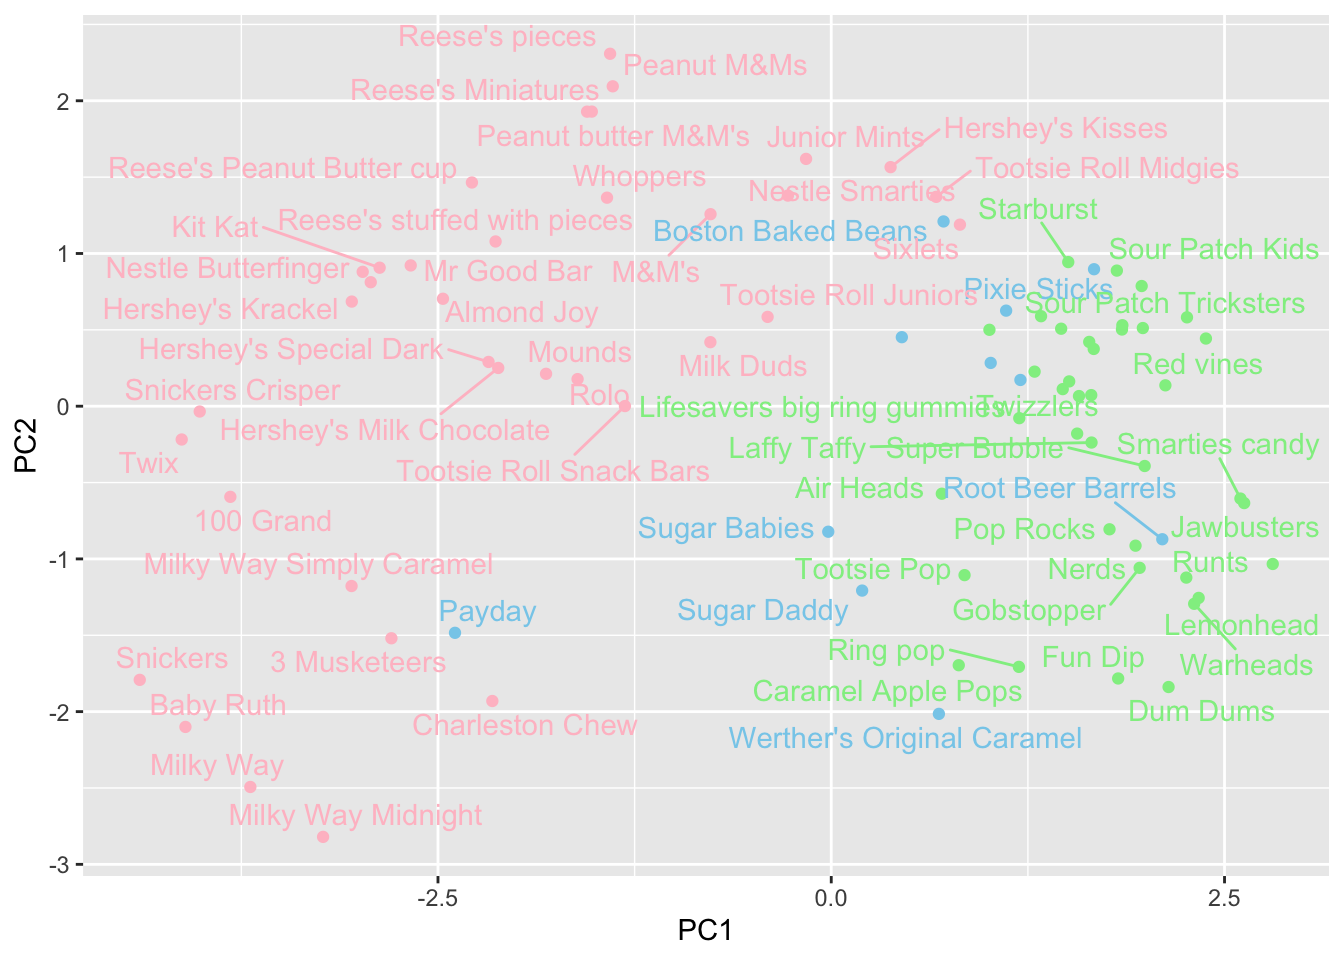 Reese's pieces
Peanut M&M's
Reese's Miniatures
Peanut butter M&M's
Junior Mints
Hershey's Kisses
Reese's Peanut Butter cup
Whoppers
Nestle Smarties
Tootsie Roll Midgies
Starburst
Kit Kat
Reese's stuffed with pieces
Boston Baked Beans
Sixlets
Sour Patch Kids
Nestle Butterfinger
Mr Good Bar
M&M's
Tootsie Roll Juniors
Pixie Sticks
Hershey's Krackel
Almond Joy
Sour Patch Tricksters
Hershey's Special Dark
Mounds
Milk Duds
Red vines
Snickers Crisper
Rolo
Lifesavers big ring gummies
Twizzlers
Hershey's Milk Chocolate
Laffy Taffy
Super Bubble
Smarties candy
Twix
Tootsie Roll Snack Bars
Air Heads
Root Beer Barrels
100 Grand
Sugar Babies
Pop Rocks
Jawbusters
Milky Way Simply Caramel
Tootsie Pop
Nerds
Runts
Payday
Sugar Daddy
Gobstopper
Lemonhead
Snickers
3 Musketeers
Ring pop
Fun Dip
Warheads
Baby Ruth
Caramel Apple Pops
Dum Dums
Charleston Chew
Werther's Original Caramel
Milky Way
Milky Way Midnight
2
1
0
-1
-2
-3
PC2
-2.5
0.0
2.5
PC1